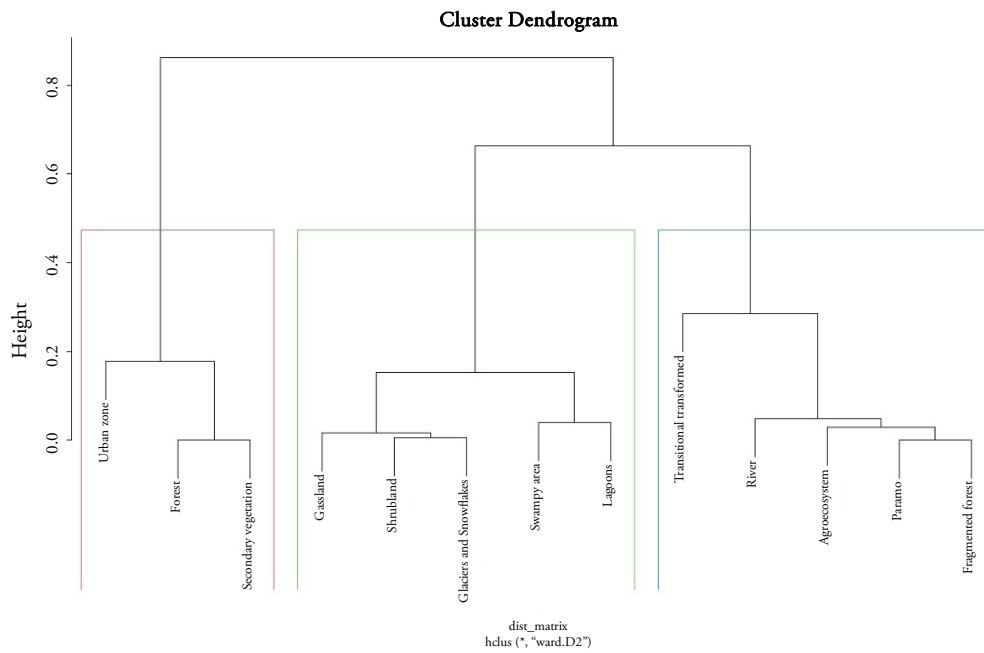 Cluster Dendrogram
Height
0.8
0.6
0.4
0.2
0.0
Urban zone
Forest
Secondary vegetation
Gassland
Shrubland
Glaciers and Snowflakes
Swampy area
Lagoons
Transitional transformed
River
Agroecosystem
Paramo
Fragmented forest
dist_matrix
hclus (*, “ward.D2”)